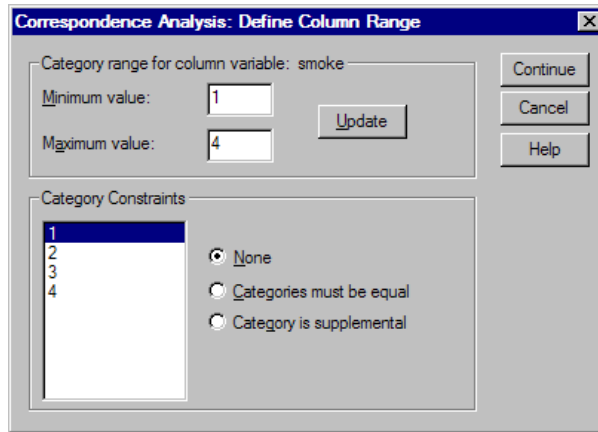 Correspondence Analysis: Define Column Range
Category range for column variable: smoke
Minimum value: 1
Maximum value: 4
Update
Continue
Cancel
Help
Category Constraints
1
2
3
4
None
Categories must be equal
Category is supplemental